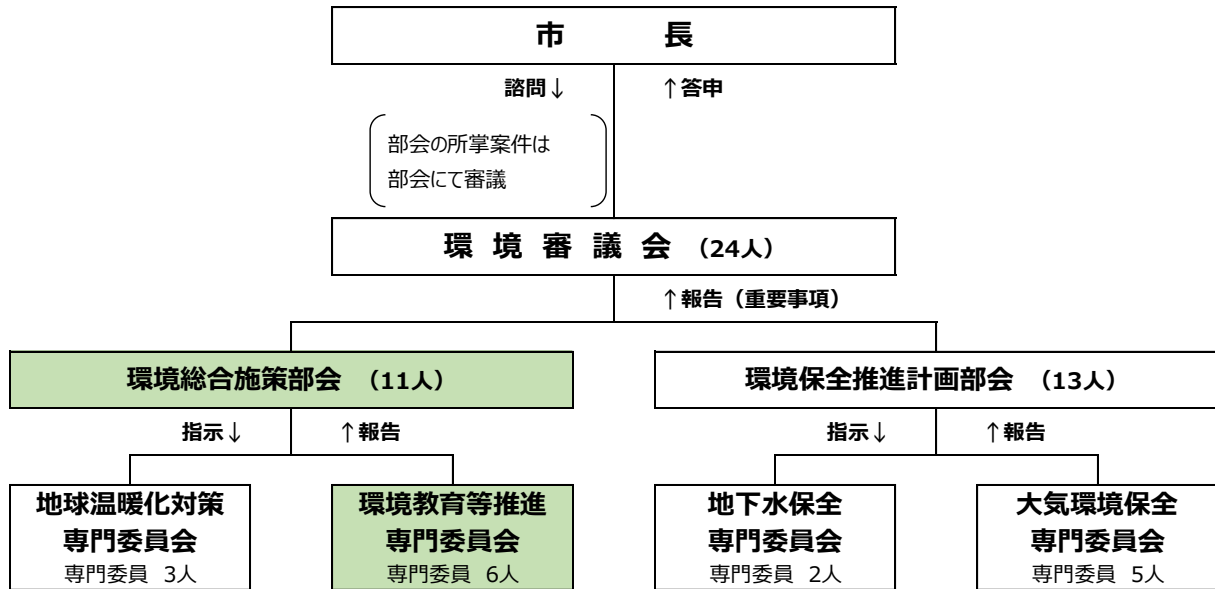 市　　　長
諮問↓　↑答申
部会の所掌案件は
部会にて審議
環 境 審 議 会 （24人）
↑報告（重要事項）
環境総合施策部会 （11人）
環境保全推進計画部会 （13人）
指示↓　↑報告
指示↓　↑報告
地球温暖化対策
専門委員会
専門委員 3人
環境教育等推進
専門委員会
専門委員 6人
地下水保全
専門委員会
専門委員 2人
大気環境保全
専門委員会
専門委員 5人